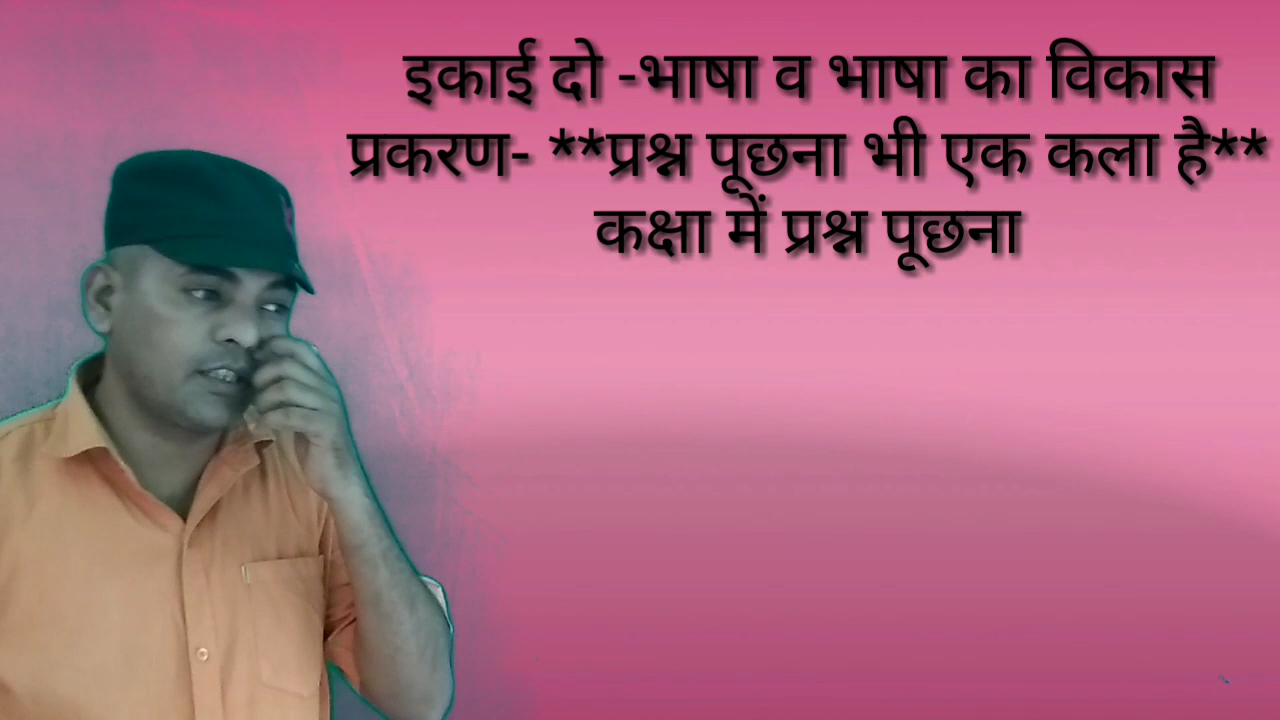 इकाई दो -भाषा व भाषा का विकास
प्रकरण- **प्रश्न पूछना भी एक कला है**
कक्षा में प्रश्न पूछना